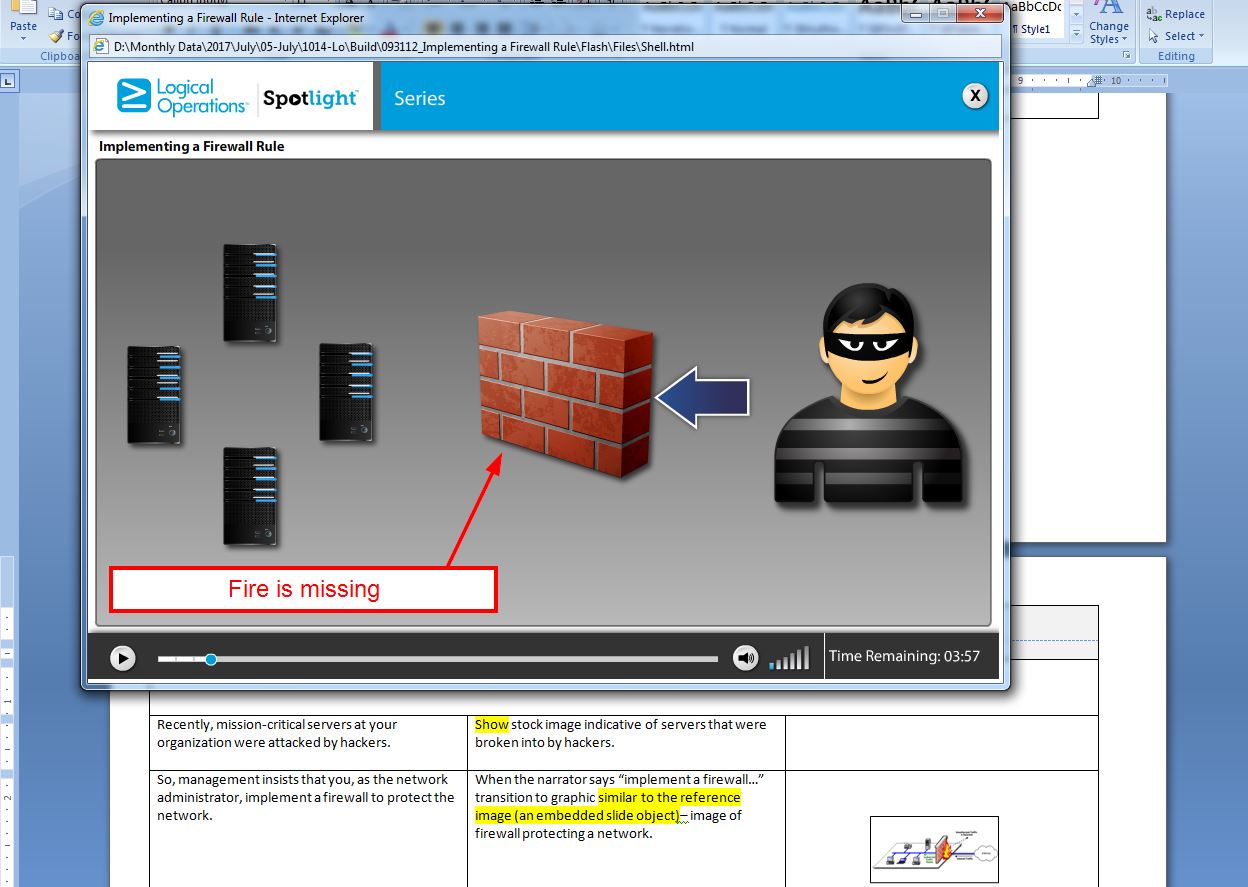 Implementing a Firewall Rule - Internet Explorer
Paste
Clipboa
D:\Monthly Data\2017\July\05-July\1014-Lo\Build\093112_Implementing a Firewall Rule\Flash\Files\Shell.html
AaBbCcDc
¶ Style1
Change
Styles
Replace
Select
Editing
Logical
Operations
Spotlight
Series
X
9
10
Implementing a Firewall Rule
Fire is missing
Time Remaining: 03:57
1
2
Recently, mission-critical servers at your
organization were attacked by hackers.
Show stock image indicative of servers that were
broken into by hackers.
So, management insists that you, as the network
administrator, implement a firewall to protect the
network.
When the narrator says “implement a firewall...”
transition to graphic similar to the reference
image (an embedded slide object)– image of
firewall protecting a network.